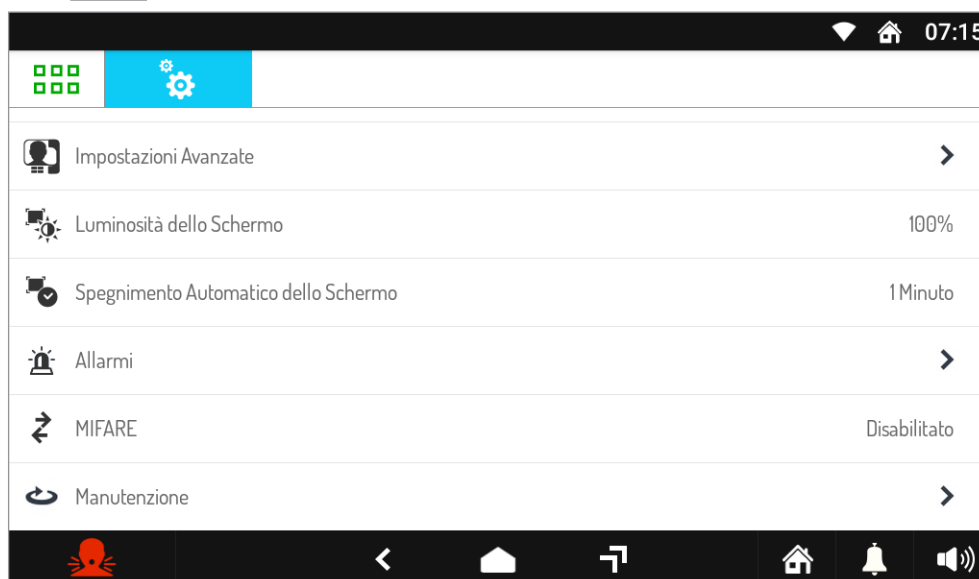 07:15
Impostazioni Avanzate
Luminosità dello Schermo 100%
Spegnimento Automatico dello Schermo 1 Minuto
Allarmi
MIFARE Disabilitato
Manutenzione